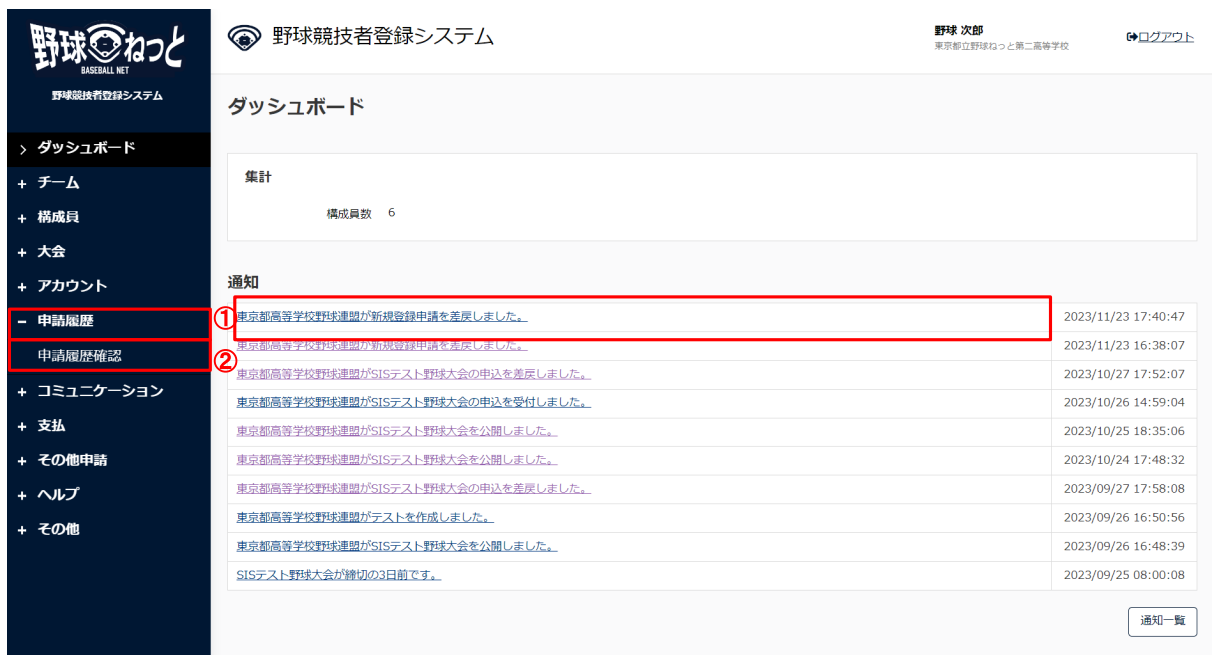 野球ねっと
BASEBALL NET
野球競技者登録システム
野球競技者登録システム
野球 次郎
東京都立野球ねっと第二高等学校
ログアウト
> ダッシュボード
+ チーム
+ 構成員
+ 大会
+ アカウント
− 申請履歴
①
申請履歴確認
②
+ コミュニケーション
+ 支払
+ その他申請
+ ヘルプ
+ その他
ダッシュボード
集計
構成員数 6
通知
東京都高等学校野球連盟が新規登録申請を差戻しました。 2023/11/23 17:40:47
東京都高等学校野球連盟が新規登録申請を差戻しました。 2023/11/23 16:38:07
東京都高等学校野球連盟がSISテスト野球大会の申込を差戻しました。 2023/10/27 17:52:07
東京都高等学校野球連盟がSISテスト野球大会の申込を受付しました。 2023/10/26 14:59:04
東京都高等学校野球連盟がSISテスト野球大会を公開しました。 2023/10/25 18:35:06
東京都高等学校野球連盟がSISテスト野球大会を公開しました。 2023/10/24 17:48:32
東京都高等学校野球連盟がSISテスト野球大会の申込を差戻しました。 2023/09/27 17:58:08
東京都高等学校野球連盟がテストを作成しました。 2023/09/26 16:50:56
東京都高等学校野球連盟がSISテスト野球大会を公開しました。 2023/09/26 16:48:39
SISテスト野球大会が締切の3日前です。 2023/09/25 08:00:08
通知一覧